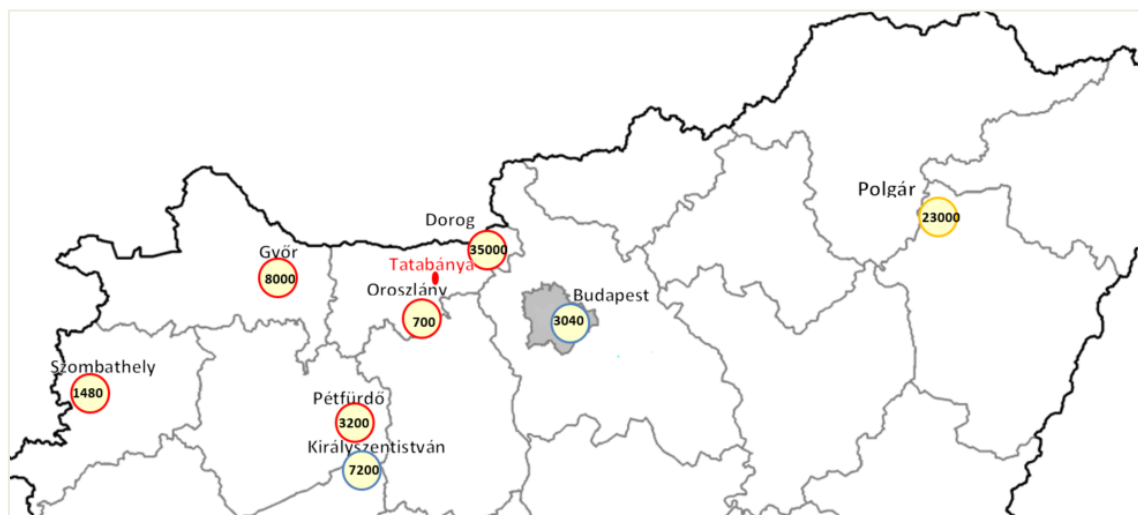 Polgár
23000
Dorog
35000
Győr
8000
Tatabánya
Oroszlány
700
Budapest
3040
Szombathely
1480
Pétfürdő
3200
Királyszentistván
7200